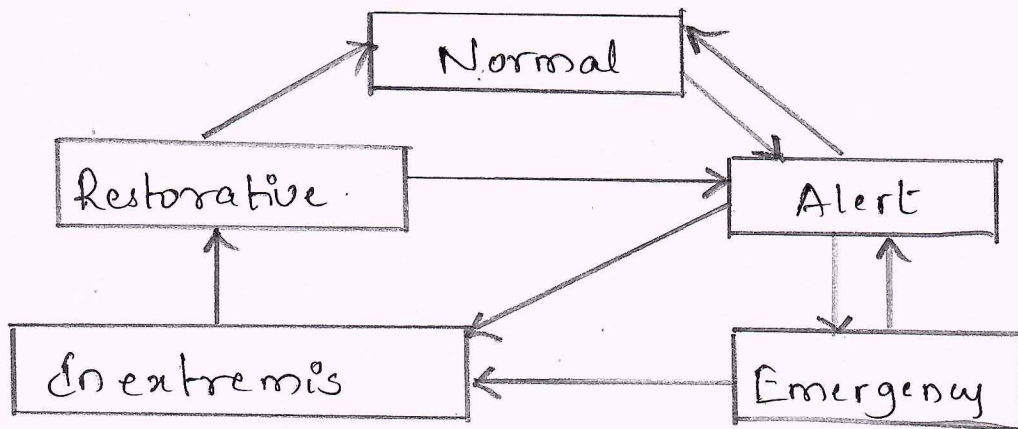 Normal
Restorative.
Alert
In extremis
Emergency